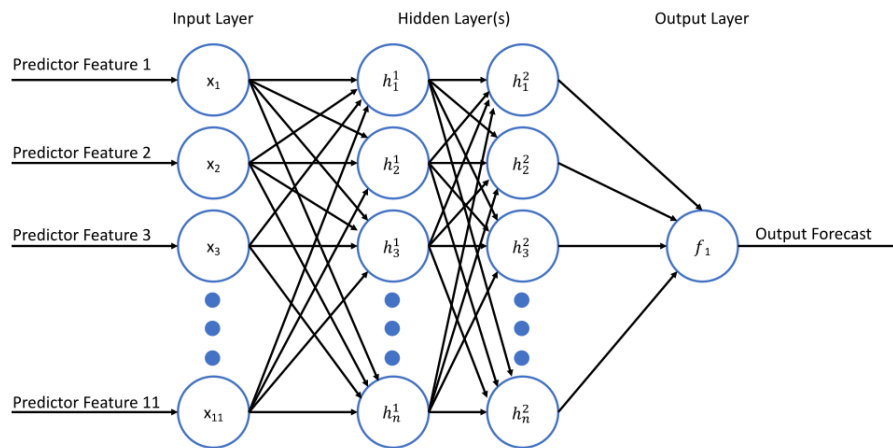 Input Layer
Hidden Layer(s)
Output Layer
Predictor Feature 1
x₁
h₁¹
h₁²
Predictor Feature 2
x₂
h₂¹
h₂²
Predictor Feature 3
x₃
h₃¹
h₃²
f₁
Output Forecast
Predictor Feature 11
x₁₁
hₙ¹
hₙ²